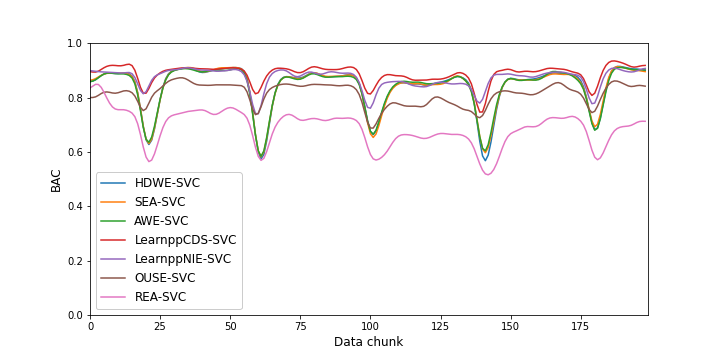 1.0
0.8
0.6
0.4
0.2
0.0
BAC
HDWE-SVC
SEA-SVC
AWE-SVC
LearnppCDS-SVC
LearnppNIE-SVC
OUSE-SVC
REA-SVC
0 25 50 75 100 125 150 175
Data chunk